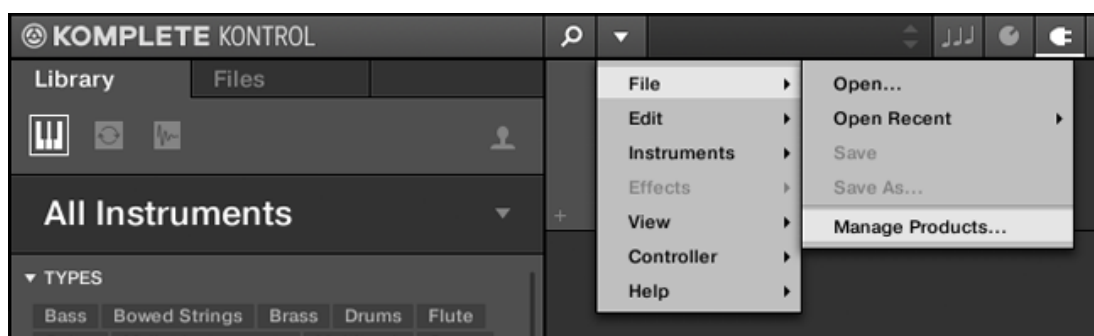 KOMPLETE KONTROL
Library Files
All Instruments
TYPES
Bass Bowed Strings Brass Drums Flute
File
Edit
Instruments
Effects
View
Controller
Help
Open...
Open Recent
Save
Save As...
Manage Products...